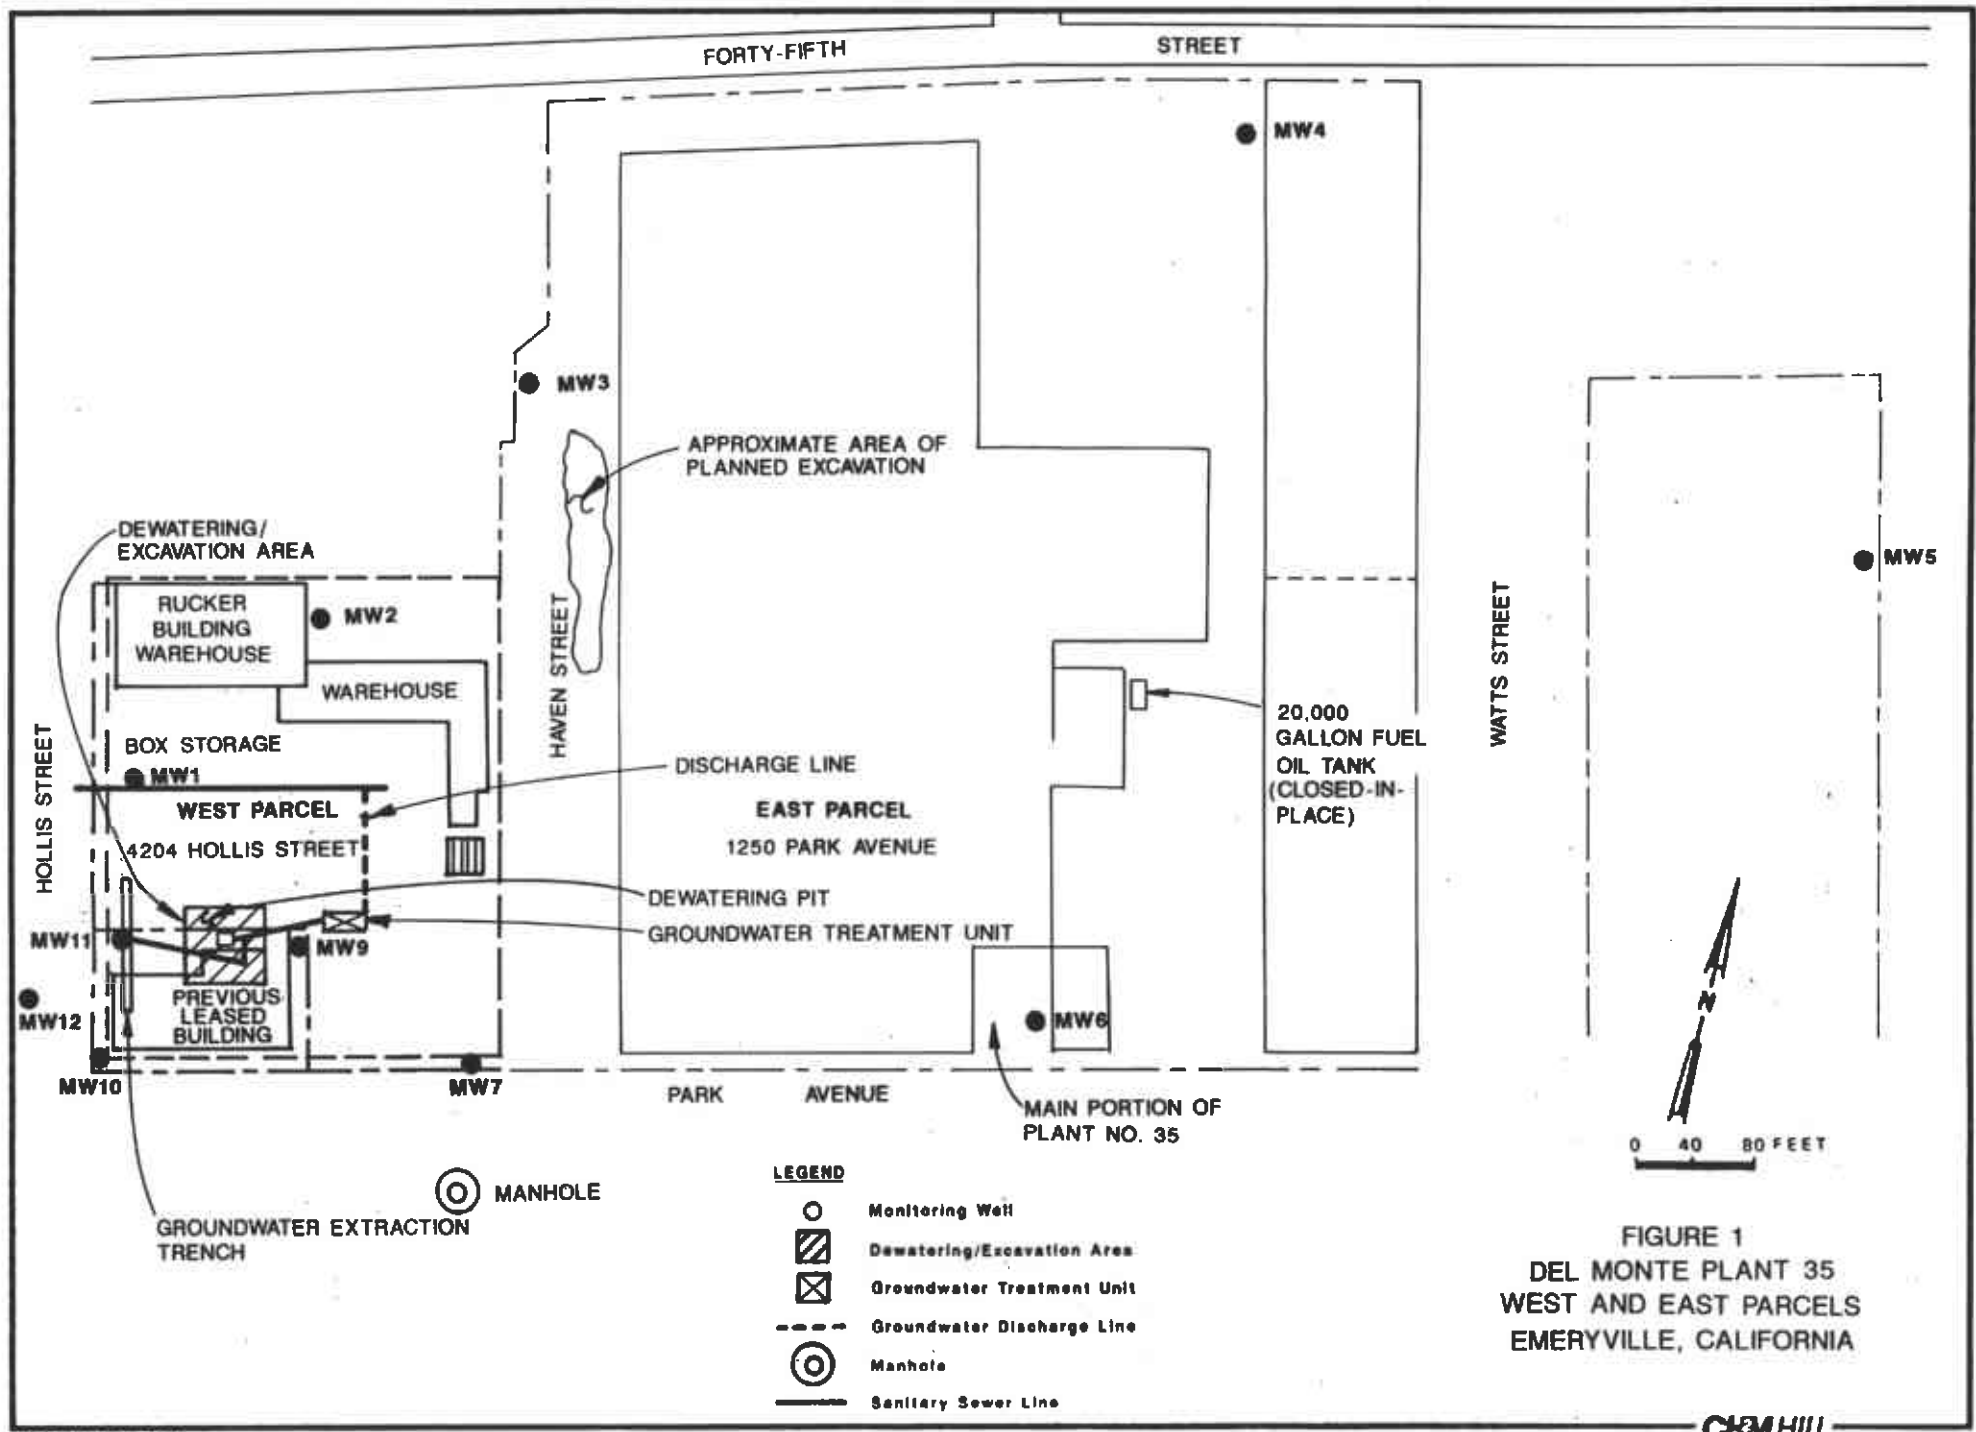 FORTY-FIFTH STREET
MW4
MW3
APPROXIMATE AREA OF
PLANNED EXCAVATION
DEWATERING/
EXCAVATION AREA
MW5
RUCKER
BUILDING
WAREHOUSE
MW2
HAVEN STREET
WATTS STREET
WAREHOUSE
20,000
GALLON FUEL
OIL TANK
(CLOSED-IN-
PLACE)
HOLLIS STREET
BOX STORAGE
MW1
DISCHARGE LINE
WEST PARCEL
4204 HOLLIS STREET
EAST PARCEL
1250 PARK AVENUE
DEWATERING PIT
GROUNDWATER TREATMENT UNIT
MW11
MW9
PREVIOUS
LEASED
BUILDING
MW12
MW6
MW10
MW7
PARK AVENUE
MAIN PORTION OF
PLANT NO. 35
N
0 40 80 FEET
MANHOLE
GROUNDWATER EXTRACTION
TRENCH
LEGEND
Monitoring Well
Dewatering/Excavation Area
Groundwater Treatment Unit
Groundwater Discharge Line
Manhole
Sanitary Sewer Line
FIGURE 1
DEL MONTE PLANT 35
WEST AND EAST PARCELS
EMERYVILLE, CALIFORNIA
CH2M HILL